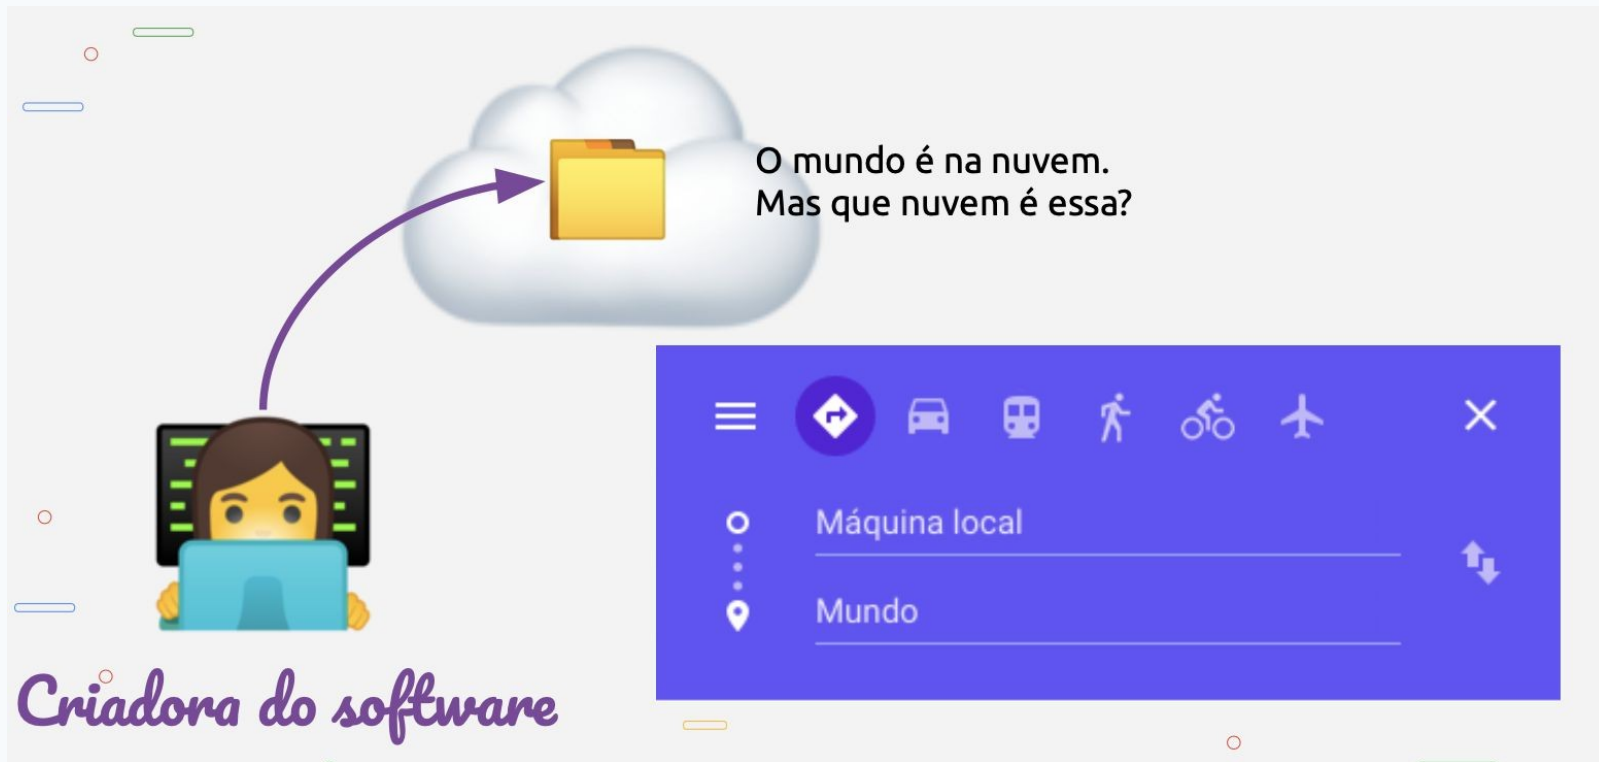 O mundo é na nuvem.
Mas que nuvem é essa?
Máquina local
Mundo
Criadora do software